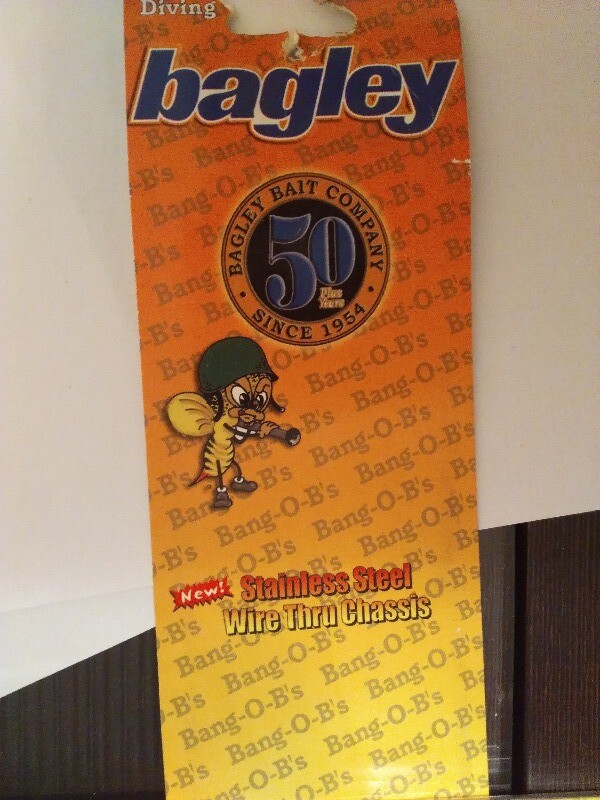 Diving
bagley
BAGLEY BAIT COMPANY
50
Plus
Years
SINCE 1954
New! Stainless Steel
Wire Thru Chassis
Bang-O-B's